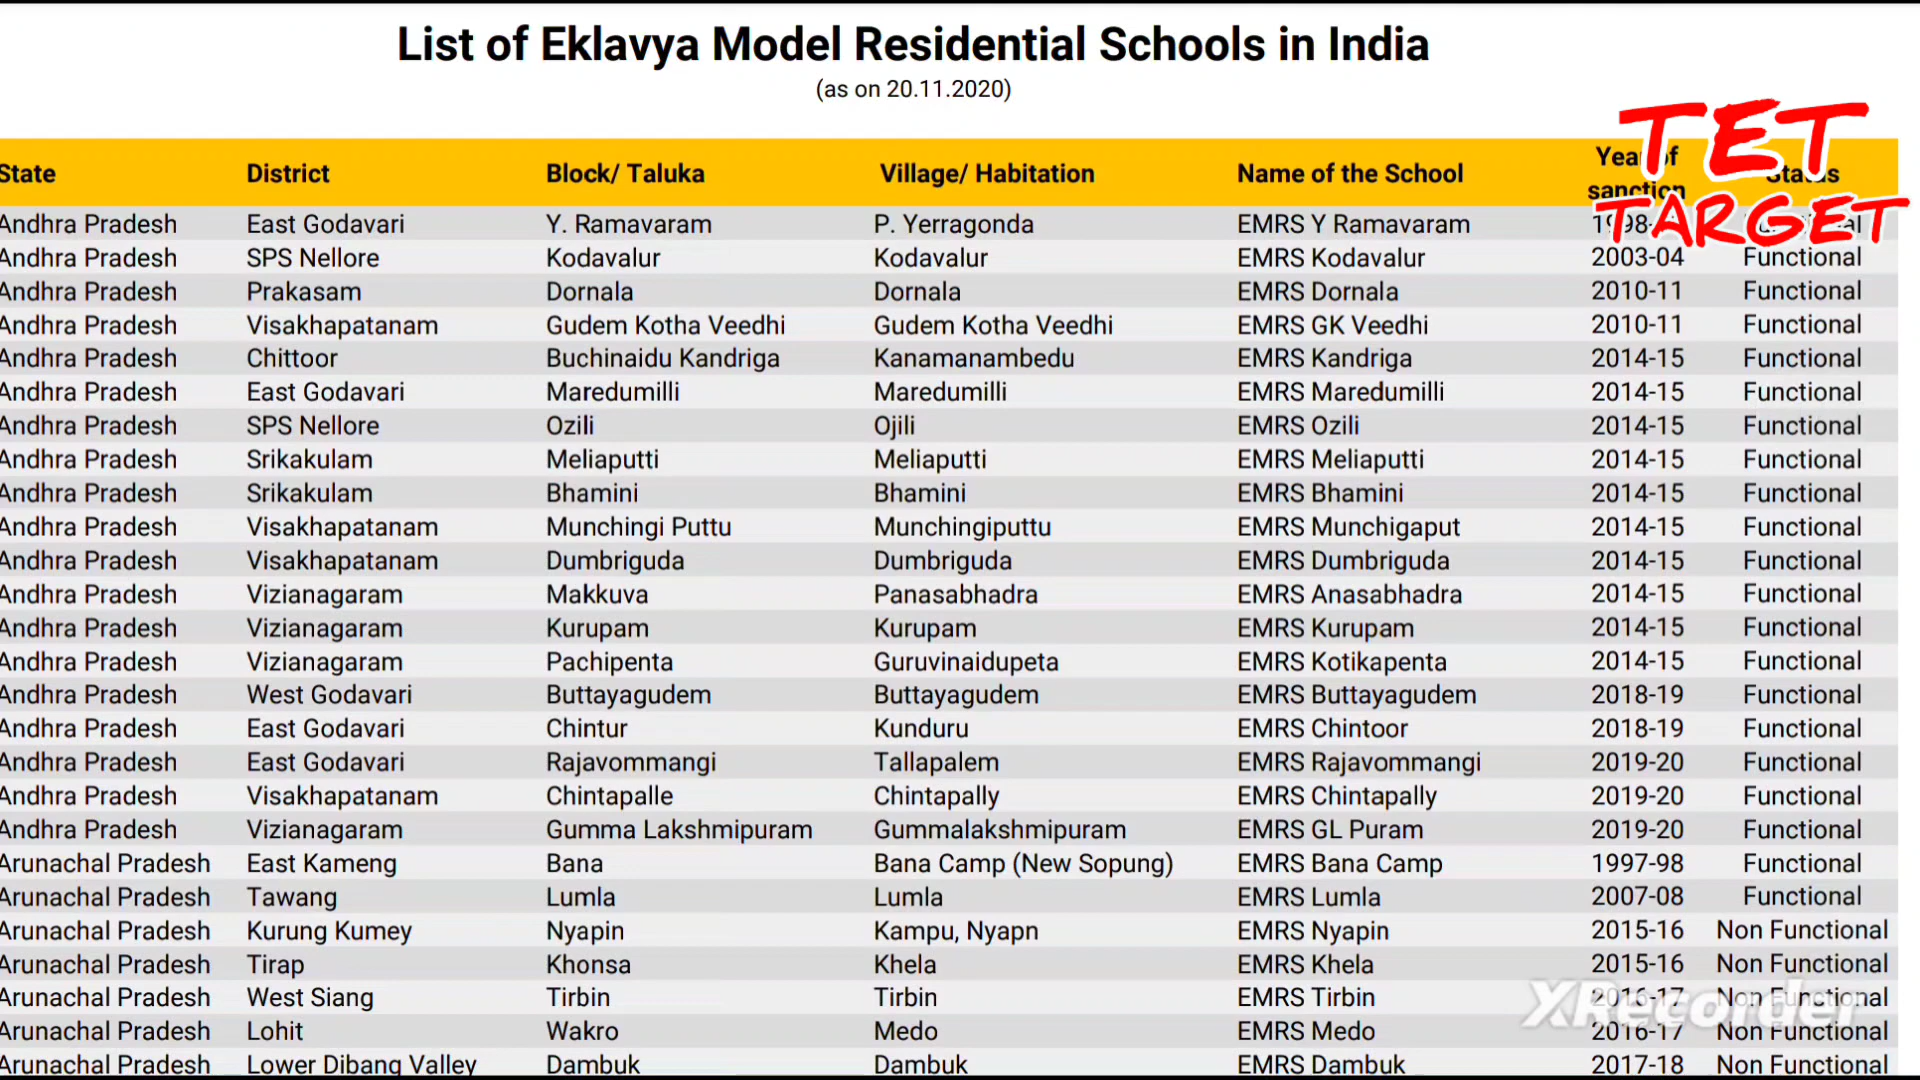 List of Eklavya Model Residential Schools in India
(as on 20.11.2020)
TET
TARGET
State District Block/ Taluka Village/ Habitation Name of the School Year of sanction Status
Andhra Pradesh East Godavari Y. Ramavaram P. Yerragonda EMRS Y Ramavaram
Andhra Pradesh SPS Nellore Kodavalur Kodavalur EMRS Kodavalur 2003-04 Functional
Andhra Pradesh Prakasam Dornala Dornala EMRS Dornala 2010-11 Functional
Andhra Pradesh Visakhapatanam Gudem Kotha Veedhi Gudem Kotha Veedhi EMRS GK Veedhi 2010-11 Functional
Andhra Pradesh Chittoor Buchinaidu Kandriga Kanamanambedu EMRS Kandriga 2014-15 Functional
Andhra Pradesh East Godavari Maredumilli Maredumilli EMRS Maredumilli 2014-15 Functional
Andhra Pradesh SPS Nellore Ozili Ojili EMRS Ozili 2014-15 Functional
Andhra Pradesh Srikakulam Meliaputti Meliaputti EMRS Meliaputti 2014-15 Functional
Andhra Pradesh Srikakulam Bhamini Bhamini EMRS Bhamini 2014-15 Functional
Andhra Pradesh Visakhapatanam Munchingi Puttu Munchingiputtu EMRS Munchigaput 2014-15 Functional
Andhra Pradesh Visakhapatanam Dumbriguda Dumbriguda EMRS Dumbriguda 2014-15 Functional
Andhra Pradesh Vizianagaram Makkuva Panasabhadra EMRS Anasabhadra 2014-15 Functional
Andhra Pradesh Vizianagaram Kurupam Kurupam EMRS Kurupam 2014-15 Functional
Andhra Pradesh Vizianagaram Pachipenta Guruvinaidupeta EMRS Kotikapenta 2014-15 Functional
Andhra Pradesh West Godavari Buttayagudem Buttayagudem EMRS Buttayagudem 2018-19 Functional
Andhra Pradesh East Godavari Chintur Kunduru EMRS Chintoor 2018-19 Functional
Andhra Pradesh East Godavari Rajavommangi Tallapalem EMRS Rajavommangi 2019-20 Functional
Andhra Pradesh Visakhapatanam Chintapalle Chintapally EMRS Chintapally 2019-20 Functional
Andhra Pradesh Vizianagaram Gumma Lakshmipuram Gummalakshmipuram EMRS GL Puram 2019-20 Functional
Arunachal Pradesh East Kameng Bana Bana Camp (New Sopung) EMRS Bana Camp 1997-98 Functional
Arunachal Pradesh Tawang Lumla Lumla EMRS Lumla 2007-08 Functional
Arunachal Pradesh Kurung Kumey Nyapin Kampu, Nyapn EMRS Nyapin 2015-16 Non Functional
Arunachal Pradesh Tirap Khonsa Khela EMRS Khela 2015-16 Non Functional
Arunachal Pradesh West Siang Tirbin Tirbin EMRS Tirbin 2016-17 Non Functional
XRecorder
Arunachal Pradesh Lohit Wakro Medo EMRS Medo 2016-17 Non Functional
Arunachal Pradesh Lower Dibang Valley Dambuk Dambuk EMRS Dambuk 2017-18 Non Functional